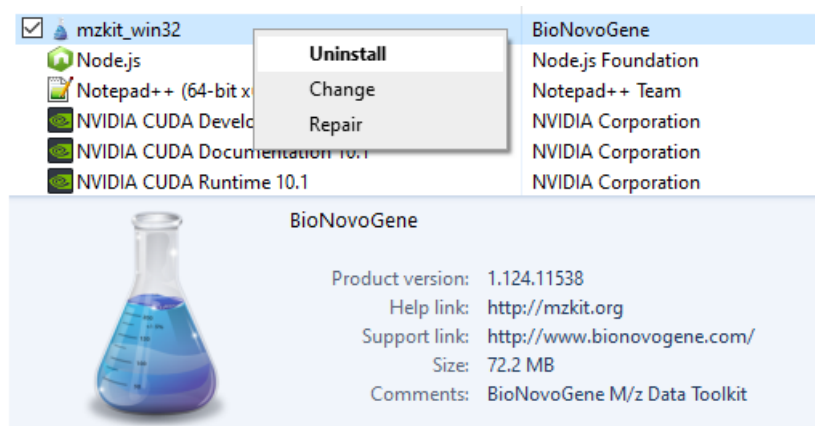 mzkit_win32 BioNovoGene
Uninstall
Node.js Node.js Foundation
Notepad++ (64-bit x Change Notepad++ Team
NVIDIA CUDA Develo Repair NVIDIA Corporation
NVIDIA CUDA Documentation 10.1 NVIDIA Corporation
NVIDIA CUDA Runtime 10.1 NVIDIA Corporation
BioNovoGene
Product version: 1.124.11538
Help link: http://mzkit.org
Support link: http://www.bionovogene.com/
Size: 72.2 MB
Comments: BioNovoGene M/z Data Toolkit